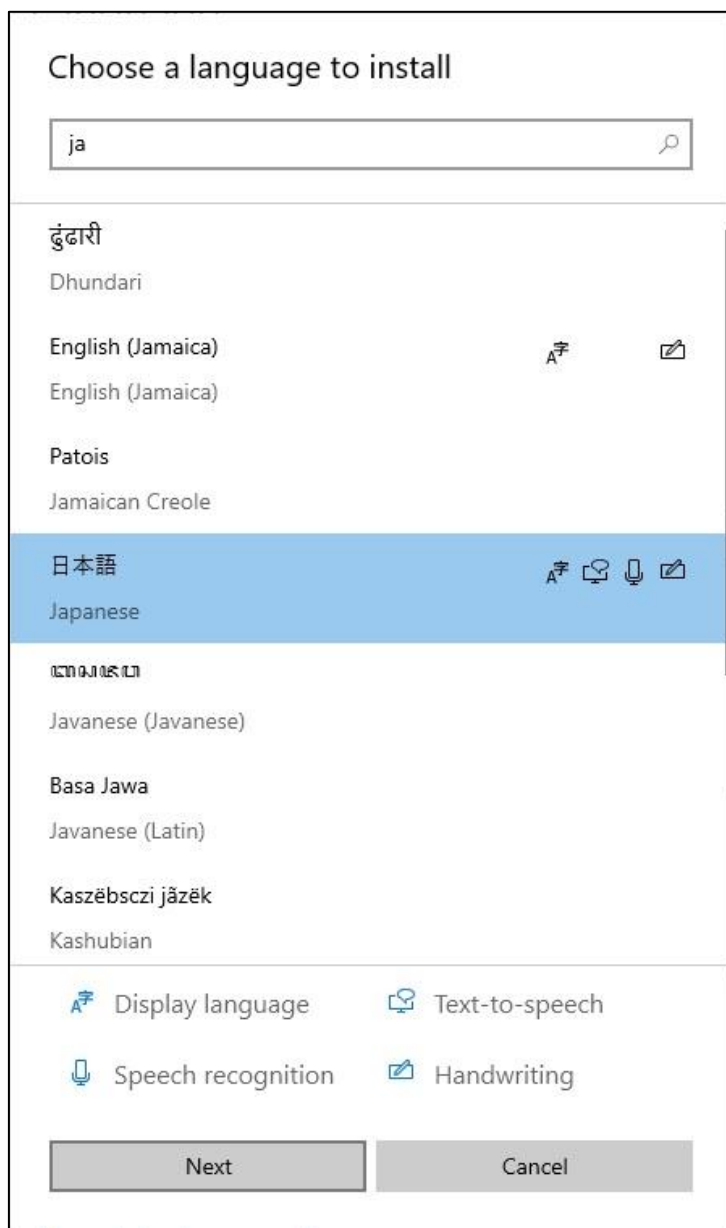 Choose a language to install
ja
ढुंढारी
Dhundari
English (Jamaica)
English (Jamaica)
Patois
Jamaican Creole
日本語
Japanese
Javanese (Javanese)
Basa Jawa
Javanese (Latin)
Kaszëbsczi jãzëk
Kashubian
Display language
Text-to-speech
Speech recognition
Handwriting
Next
Cancel